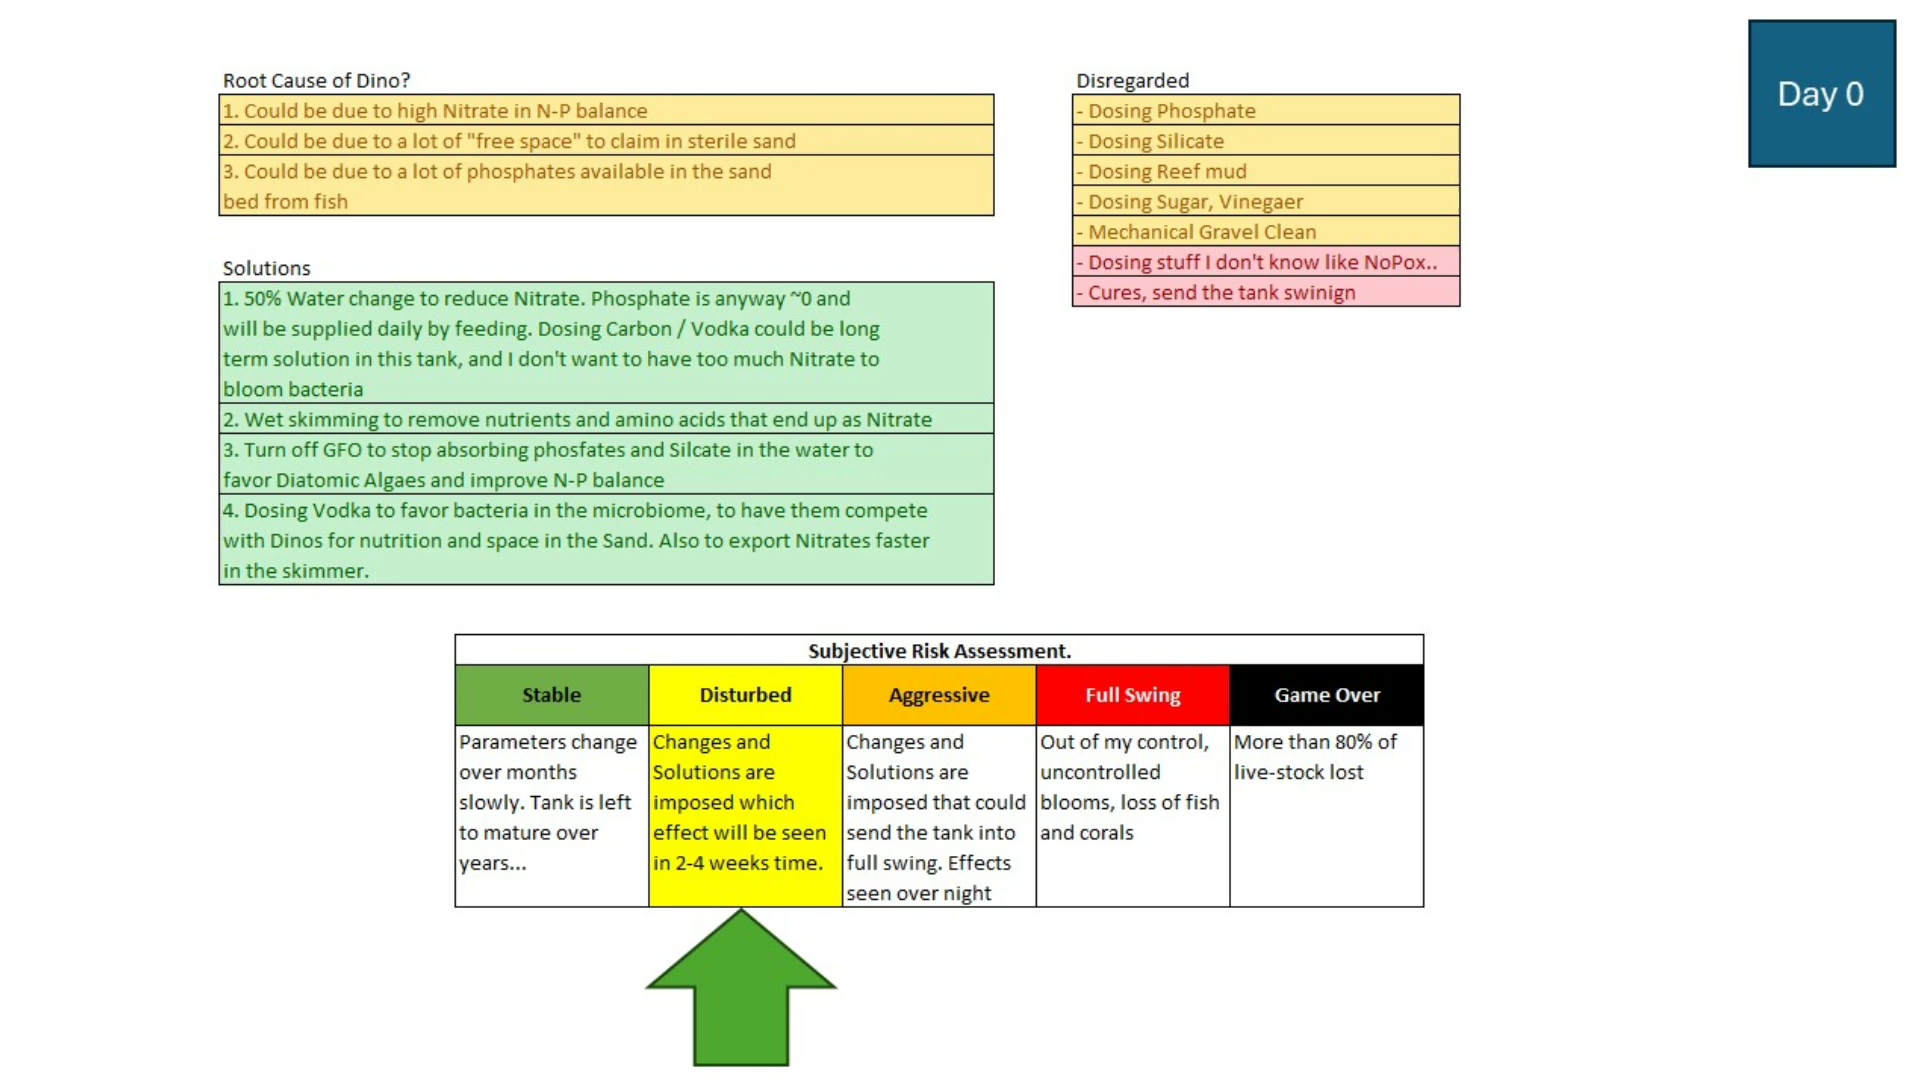 Day 0
Root Cause of Dino?
1. Could be due to high Nitrate in N-P balance
2. Could be due to a lot of "free space" to claim in sterile sand
3. Could be due to a lot of phosphates available in the sand
bed from fish
Disregarded
- Dosing Phosphate
- Dosing Silicate
- Dosing Reef mud
- Dosing Sugar, Vinegaer
- Mechanical Gravel Clean
- Dosing stuff I don't know like NoPox..
- Cures, send the tank swinign
Solutions
1. 50% Water change to reduce Nitrate. Phosphate is anyway ~0 and
will be supplied daily by feeding. Dosing Carbon / Vodka could be long
term solution in this tank, and I don't want to have too much Nitrate to
bloom bacteria
2. Wet skimming to remove nutrients and amino acids that end up as Nitrate
3. Turn off GFO to stop absorbing phosfates and Silcate in the water to
favor Diatomic Algaes and improve N-P balance
4. Dosing Vodka to favor bacteria in the microbiome, to have them compete
with Dinos for nutrition and space in the Sand. Also to export Nitrates faster
in the skimmer.
Subjective Risk Assessment.
Stable
Parameters change
over months
slowly. Tank is left
to mature over
years...
Disturbed
Changes and
Solutions are
imposed which
effect will be seen
in 2-4 weeks time.
Aggressive
Changes and
Solutions are
imposed that could
send the tank into
full swing. Effects
seen over night
Full Swing
Out of my control,
uncontrolled
blooms, loss of fish
and corals
Game Over
More than 80% of
live-stock lost